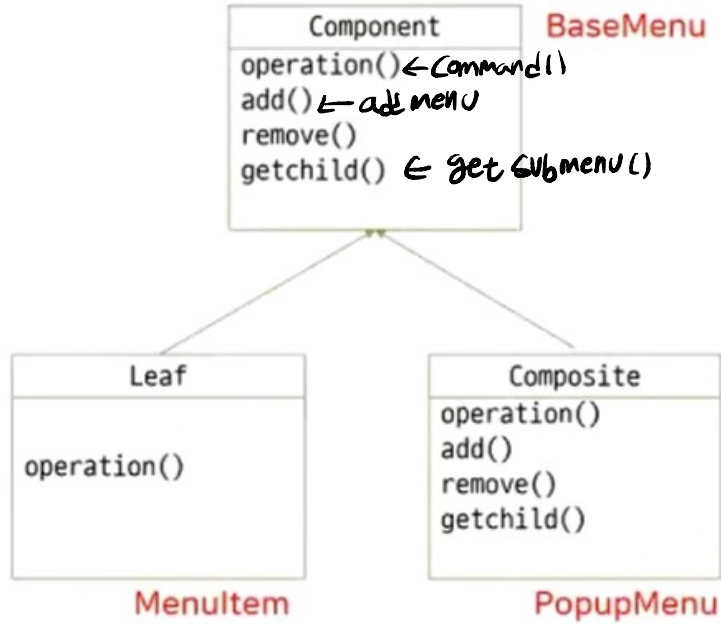 Component
BaseMenu
operation() ← command()
add() ← addmenu
remove()
getchild() ← getsubmenu()
Leaf
operation()
MenuItem
Composite
operation()
add()
remove()
getchild()
PopupMenu